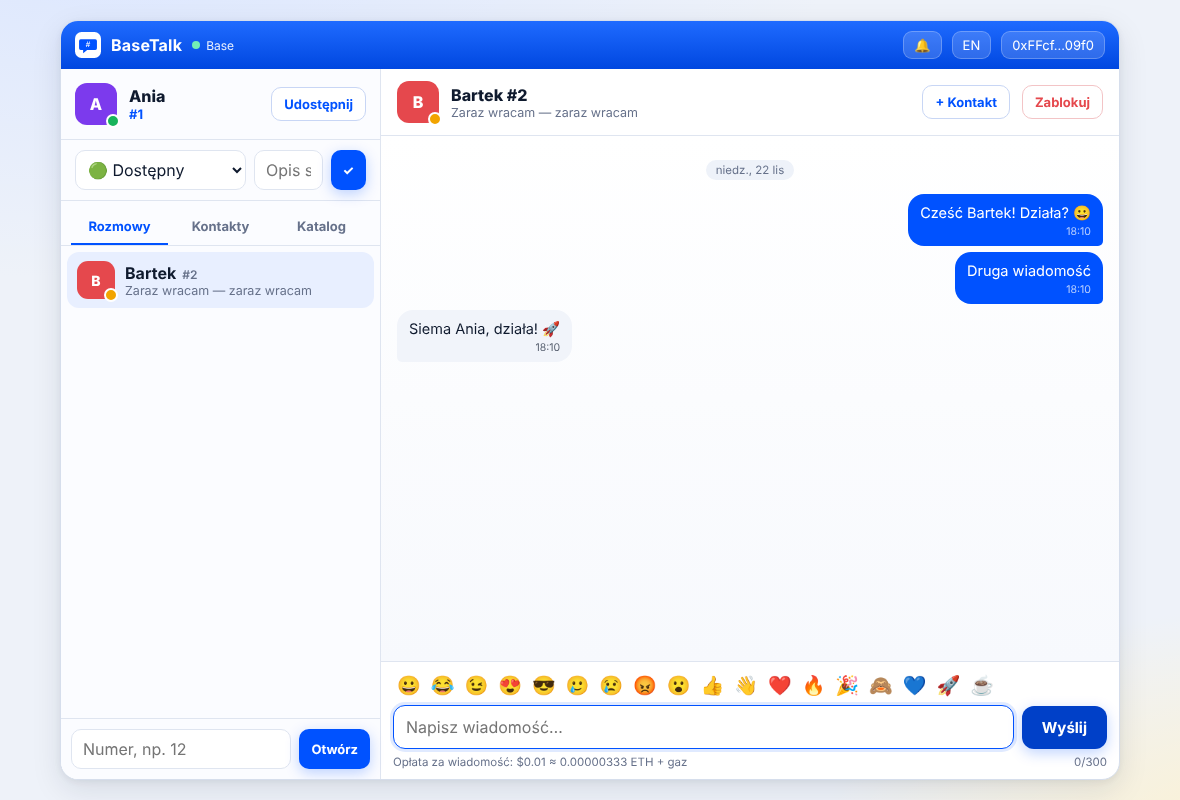 # BaseTalk Base
🔔 EN 0xFFcf…09f0
A Ania
#1
Udostępnij
🟢 Dostępny Opis s ✓
Rozmowy Kontakty Katalog
B Bartek #2
Zaraz wracam — zaraz wracam
Numer, np. 12 Otwórz
B Bartek #2
Zaraz wracam — zaraz wracam
+ Kontakt Zablokuj
niedz., 22 lis
Cześć Bartek! Działa? 😀
18:10
Druga wiadomość
18:10
Siema Ania, działa! 🚀
18:10
😀 😂 😉 😍 😎 🥲 😢 😡 😮 👍 👋 ❤️ 🔥 🎉 🙈 💙 🚀 ☕
Napisz wiadomość… Wyślij
Opłata za wiadomość: $0.01 ≈ 0.00000333 ETH + gaz 0/300